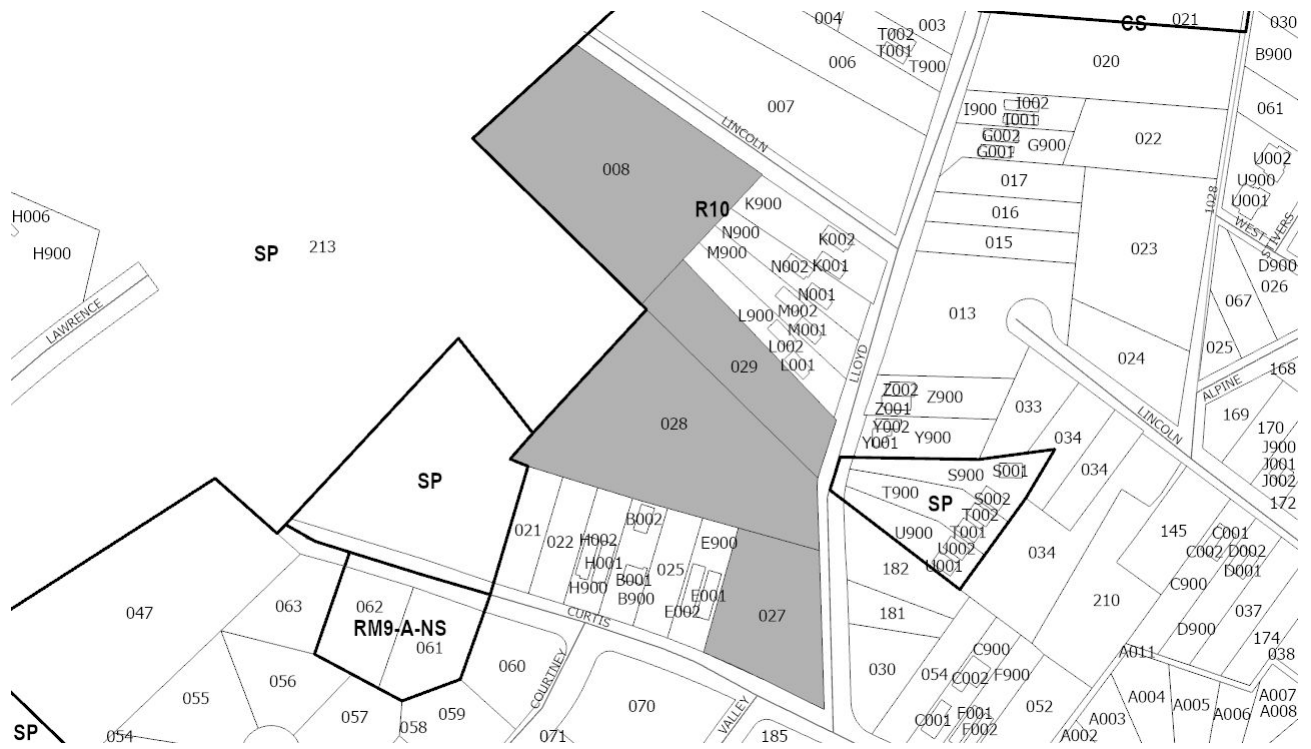 004
003
021
CS
030
T002
T001
T900
006
B900
020
007
I900
I002
I001
061
LINCOLN
G002
G001
G900
022
U002
U900
U001
008
017
1028
K900
R10
016
WEST
STIVERS
H006
H900
SP
213
N900
M900
K002
015
023
D900
026
N002
K001
LAWRENCE
N001
067
M002
L900
M001
013
L002
L001
LLOYD
024
025
029
168
ALPINE
Z002
Z900
Z001
033
169
028
Y002
Y001
Y900
034
LINCOLN
170
J900
J001
J002
172
034
S900
S001
SP
T900
SP
S002
T002
U900
T001
U002
U001
B002
021
022
H002
H001
H900
B001
B900
025
E900
E001
E002
034
145
C001
C002
D002
D001
182
C900
047
063
062
RM9-A-NS
061
CURTIS
027
181
210
037
D900
174
038
060
COURTNEY
030
054
C900
A011
056
055
C002
F900
A004
A005
A007
A008
057
058
059
070
VALLEY
C001
F001
F002
052
A003
A002
A006
SP
054
071
185